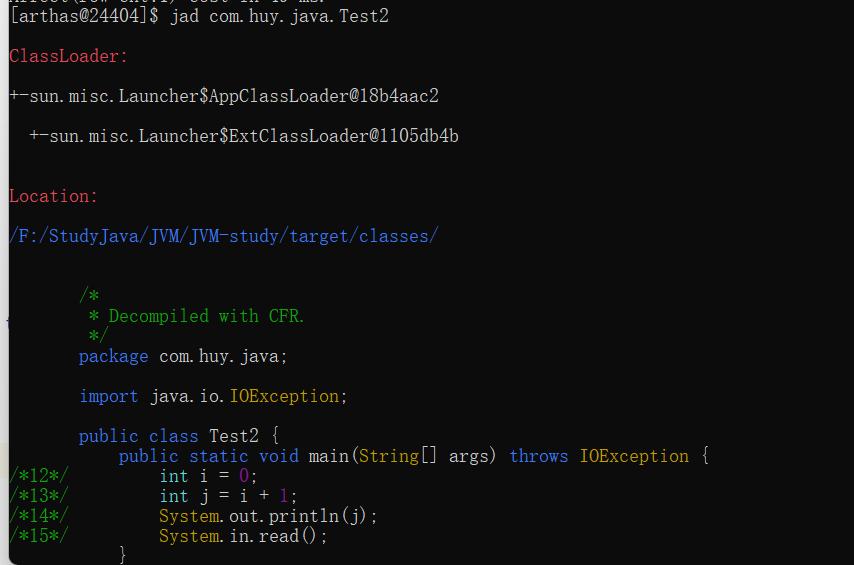 [arthas@24404]$ jad com.huy.java.Test2
ClassLoader:
+-sun.misc.Launcher$AppClassLoader@18b4aac2
  +-sun.misc.Launcher$ExtClassLoader@1105db4b
Location:
/F:/StudyJava/JVM/JVM-study/target/classes/
       /*
        * Decompiled with CFR.
        */
       package com.huy.java;
       import java.io.IOException;
       public class Test2 {
           public static void main(String[] args) throws IOException {
/*12*/         int i = 0;
/*13*/         int j = i + 1;
/*14*/         System.out.println(j);
/*15*/         System.in.read();
           }